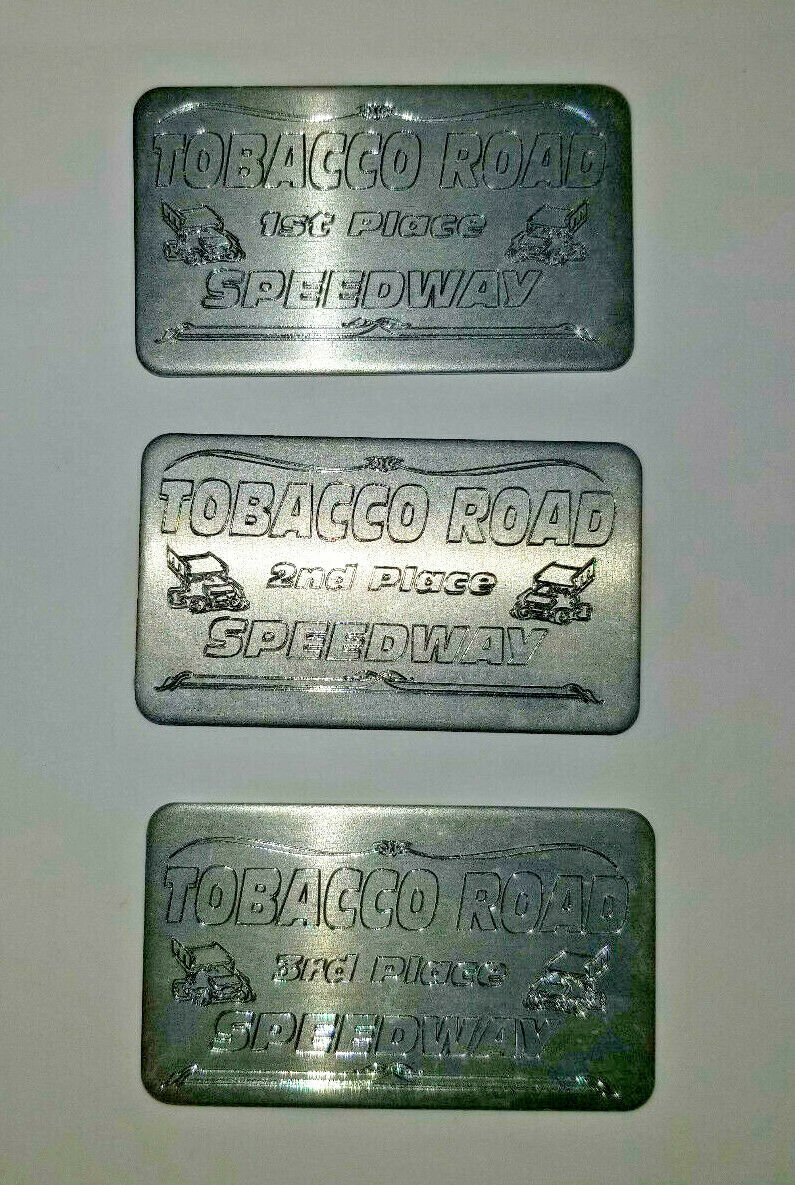 TOBACCO ROAD
1st Place
SPEEDWAY
TOBACCO ROAD
2nd Place
SPEEDWAY
TOBACCO ROAD
3rd Place
SPEEDWAY